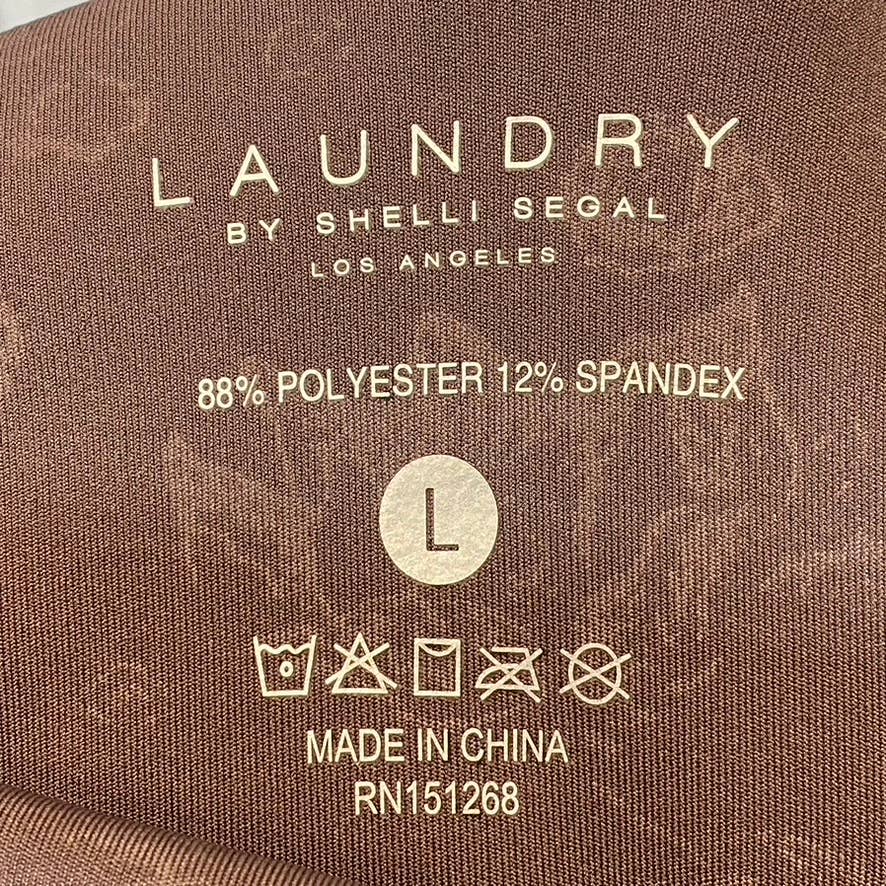 LAUNDRY
BY SHELLI SEGAL
LOS ANGELES
88% POLYESTER 12% SPANDEX
L
MADE IN CHINA
RN151268